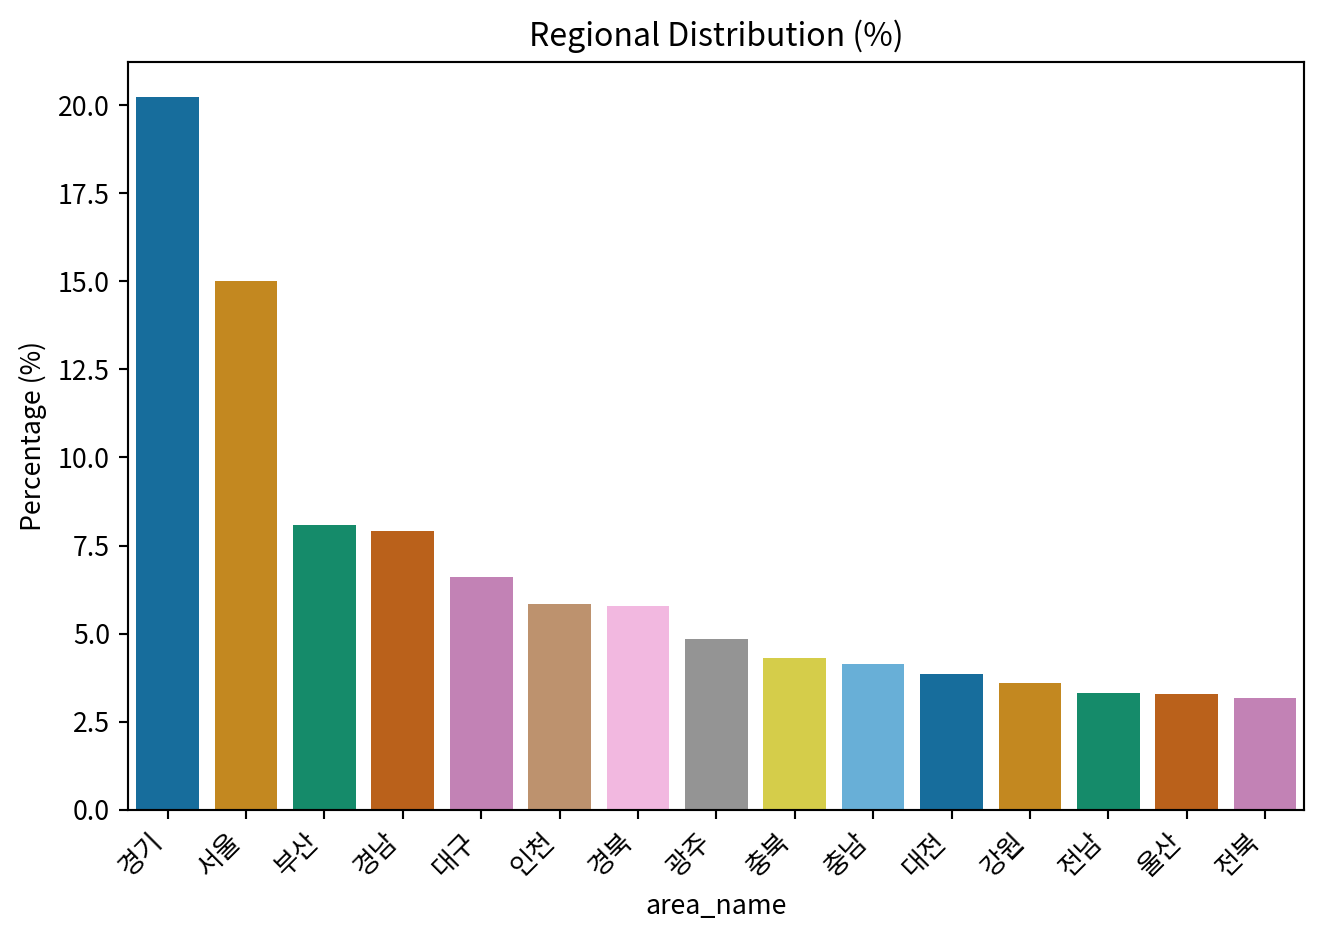 Regional Distribution (%)
Percentage (%)
20.0
17.5
15.0
12.5
10.0
7.5
5.0
2.5
0.0
경기
서울
부산
경남
대구
인천
경북
광주
충북
충남
대전
강원
전남
울산
전북
area_name